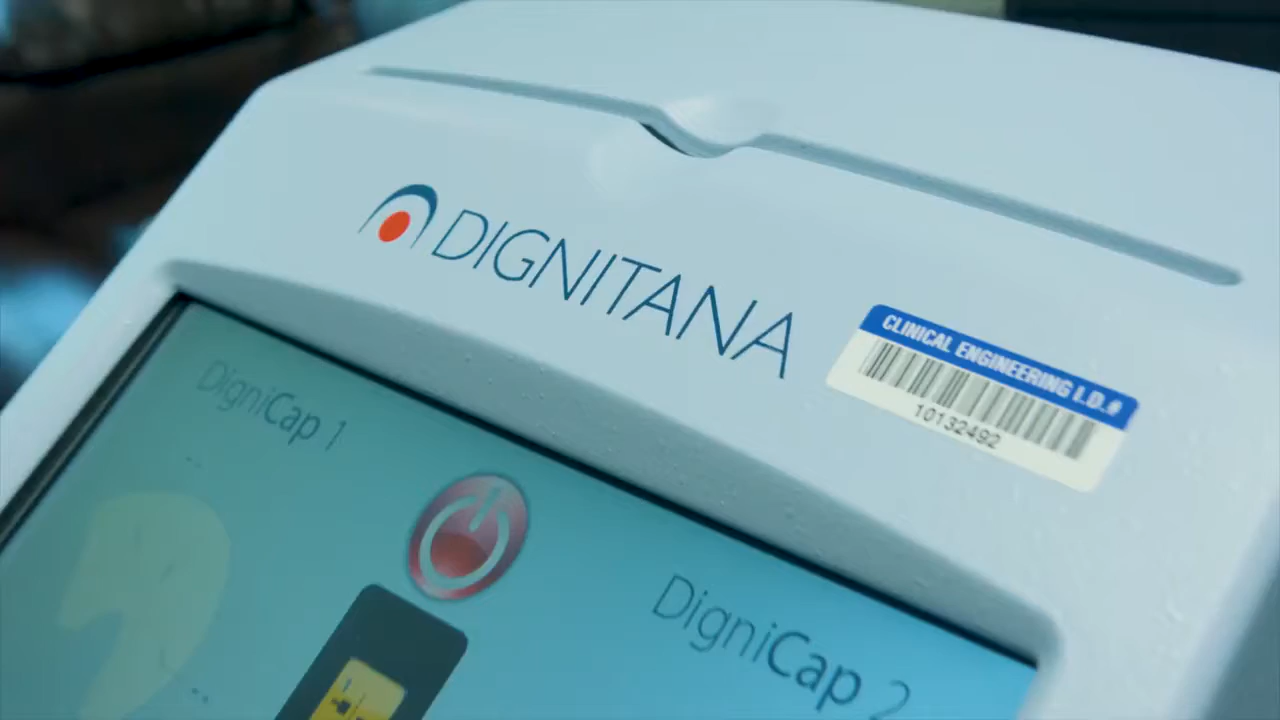 DIGNITANA
CLINICAL ENGINEERING I.D.#
10132492
DigniCap 1
DigniCap 2